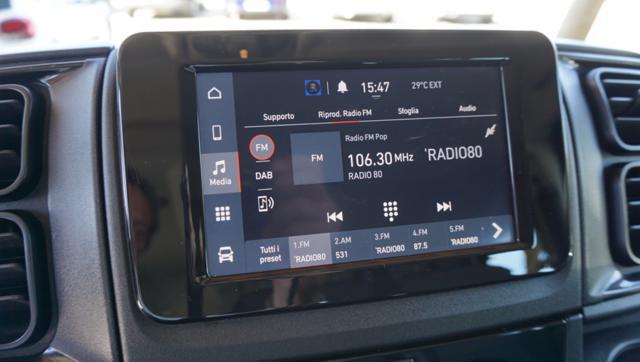 15:47 29°C EXT
Supporto Riprod. Radio FM Sfoglia Audio
Radio FM Pop
FM FM 106.30 MHz 'RADIO80
RADIO 80
DAB
Media
Tutti i preset 1.FM 2.AM 3.FM 4.FM 5.FM
'RADIO80 531 'RADIO80 87.5 'RADIO80